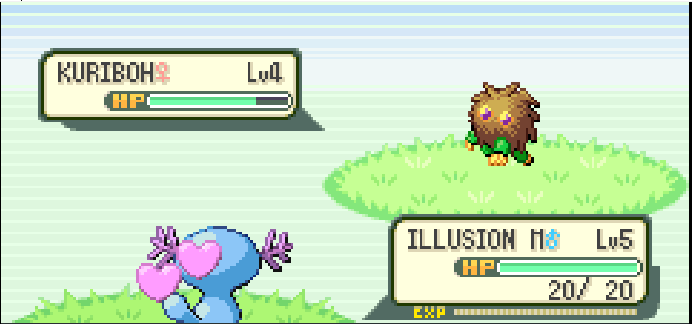 KURIBOH♀ Lv4
HP
ILLUSION M♂ Lv5
HP
20/ 20
EXP